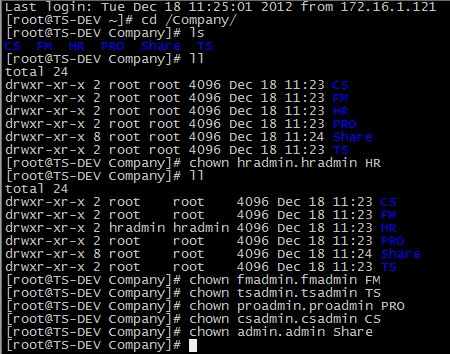 Last login: Tue Dec 18 11:25:01 2012 from 172.16.1.121
[root@TS-DEV ~]# cd /Company/
[root@TS-DEV Company]# ls
CS  FM  HR  PRO  Share  TS
[root@TS-DEV Company]# ll
total 24
drwxr-xr-x 2 root root 4096 Dec 18 11:23 CS
drwxr-xr-x 2 root root 4096 Dec 18 11:23 FM
drwxr-xr-x 2 root root 4096 Dec 18 11:23 HR
drwxr-xr-x 2 root root 4096 Dec 18 11:23 PRO
drwxr-xr-x 8 root root 4096 Dec 18 11:24 Share
drwxr-xr-x 2 root root 4096 Dec 18 11:23 TS
[root@TS-DEV Company]# chown hradmin.hradmin HR
[root@TS-DEV Company]# ll
total 24
drwxr-xr-x 2 root    root    4096 Dec 18 11:23 CS
drwxr-xr-x 2 root    root    4096 Dec 18 11:23 FM
drwxr-xr-x 2 hradmin hradmin 4096 Dec 18 11:23 HR
drwxr-xr-x 2 root    root    4096 Dec 18 11:23 PRO
drwxr-xr-x 8 root    root    4096 Dec 18 11:24 Share
drwxr-xr-x 2 root    root    4096 Dec 18 11:23 TS
[root@TS-DEV Company]# chown fmadmin.fmadmin FM
[root@TS-DEV Company]# chown tsadmin.tsadmin TS
[root@TS-DEV Company]# chown proadmin.proadmin PRO
[root@TS-DEV Company]# chown csadmin.csadmin CS
[root@TS-DEV Company]# chown admin.admin Share
[root@TS-DEV Company]#